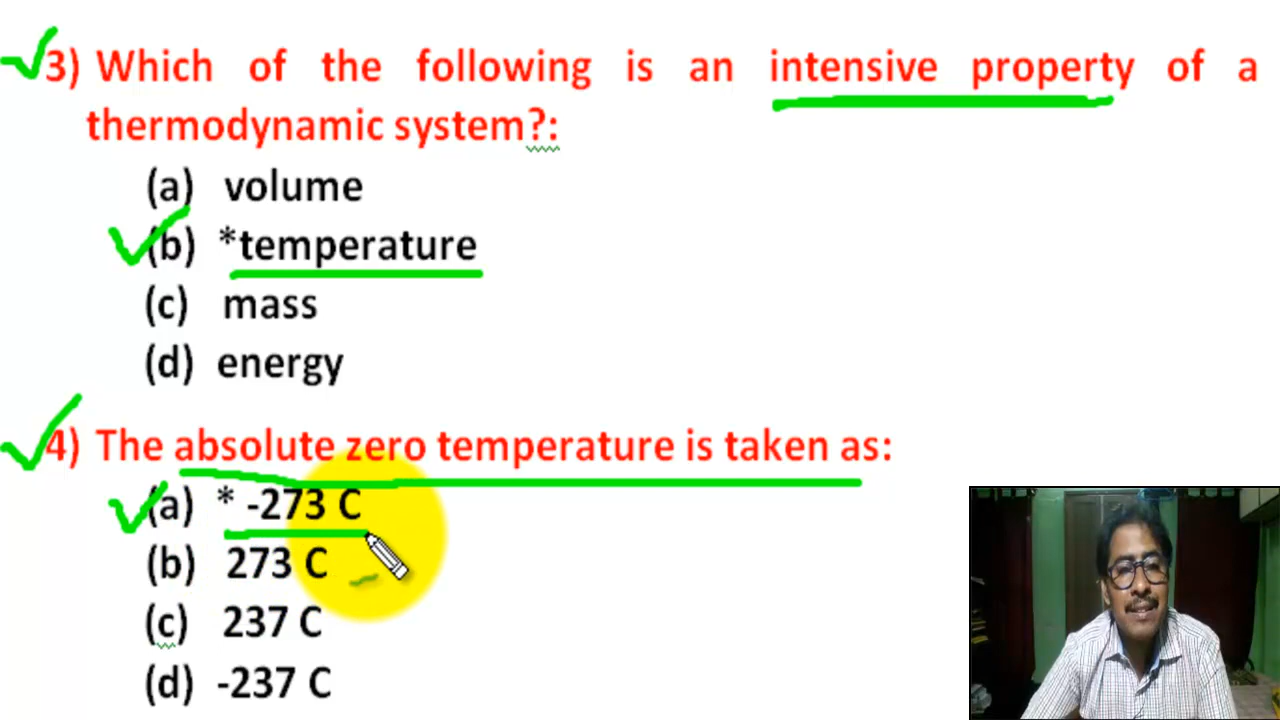 3) Which of the following is an intensive property of a
thermodynamic system?:
(a) volume
(b) *temperature
(c) mass
(d) energy
4) The absolute zero temperature is taken as:
(a) * -273 C
(b) 273 C
(c) 237 C
(d) -237 C